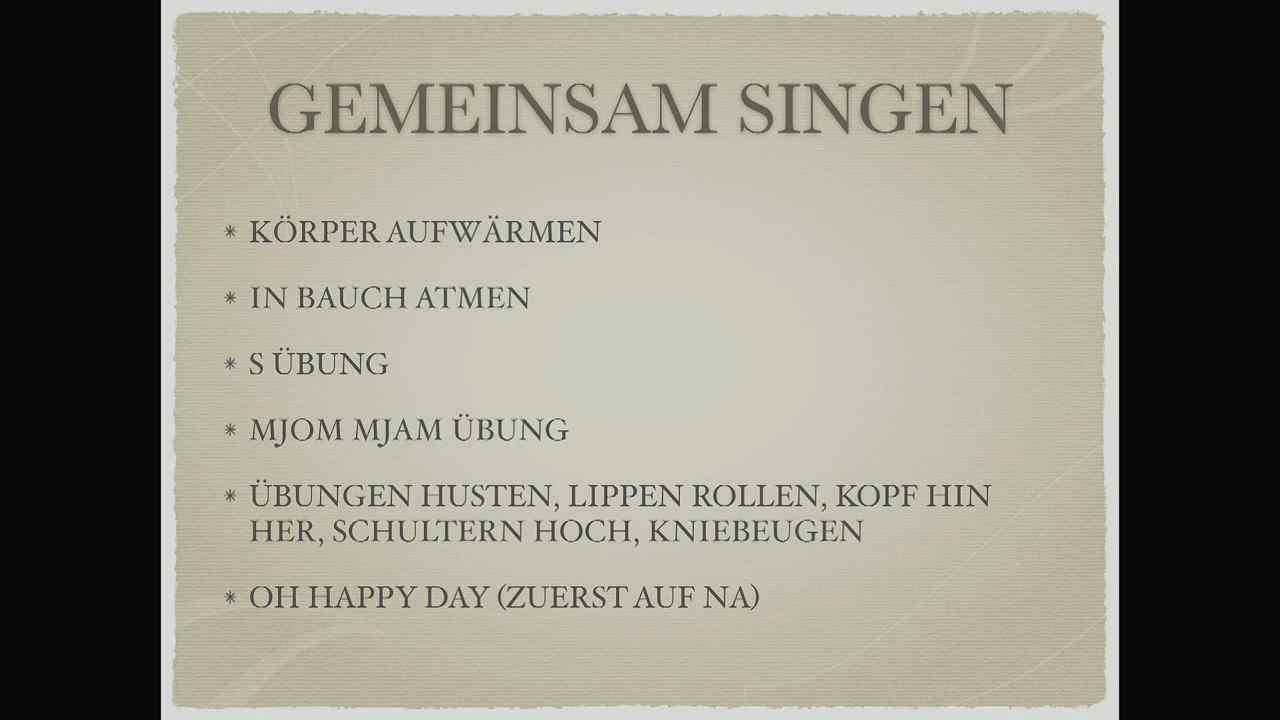 GEMEINSAM SINGEN
* KÖRPER AUFWÄRMEN
* IN BAUCH ATMEN
* S ÜBUNG
* MJOM MJAM ÜBUNG
* ÜBUNGEN HUSTEN, LIPPEN ROLLEN, KOPF HIN
HER, SCHULTERN HOCH, KNIEBEUGEN
* OH HAPPY DAY (ZUERST AUF NA)